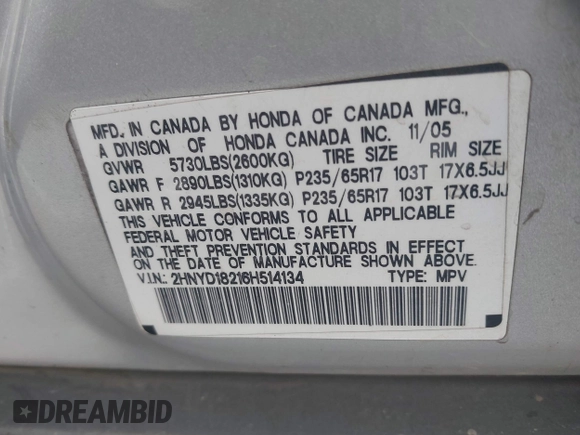 MFD. IN CANADA BY HONDA OF CANADA MFG.,
A DIVISION OF HONDA CANADA INC. 11/05
GVWR 5730LBS(2600KG) TIRE SIZE RIM SIZE
GAWR F 2890LBS(1310KG) P235/65R17 103T 17X6.5JJ
GAWR R 2945LBS(1335KG) P235/65R17 103T 17X6.5JJ
THIS VEHICLE CONFORMS TO ALL APPLICABLE
FEDERAL MOTOR VEHICLE SAFETY
AND THEFT PREVENTION STANDARDS IN EFFECT
ON THE DATE OF MANUFACTURE SHOWN ABOVE.
V.I.N.: 2HNYD18216H514134 TYPE: MPV
DREAMBID